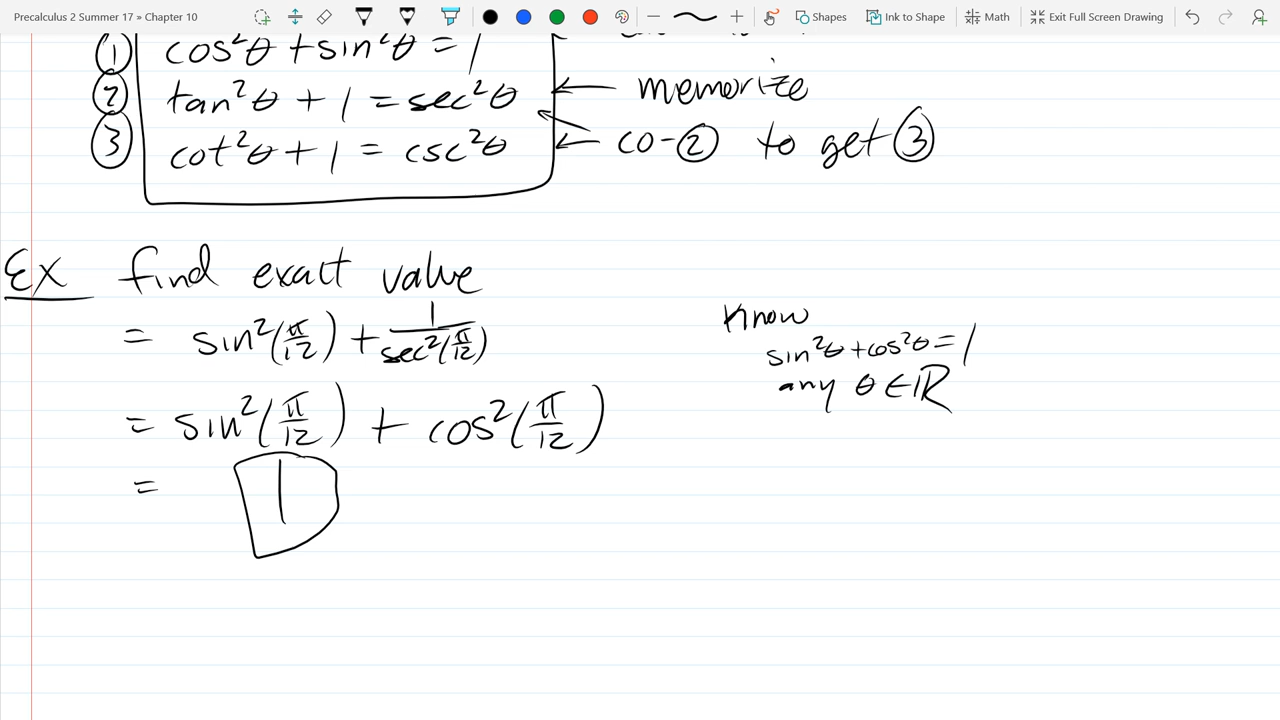 Precalculus 2 Summer 17 » Chapter 10
Shapes
Ink to Shape
Math
Exit Full Screen Drawing
① cos²θ + sin²θ = 1
② tan²θ + 1 = sec²θ ← memorize
③ cot²θ + 1 = csc²θ ← co-② to get ③
EX find exact value
= sin²(π/12) + 1/sec²(π/12)
Know
sin²θ + cos²θ = 1
any θ ∈ ℝ
= sin²(π/12) + cos²(π/12)
= 1